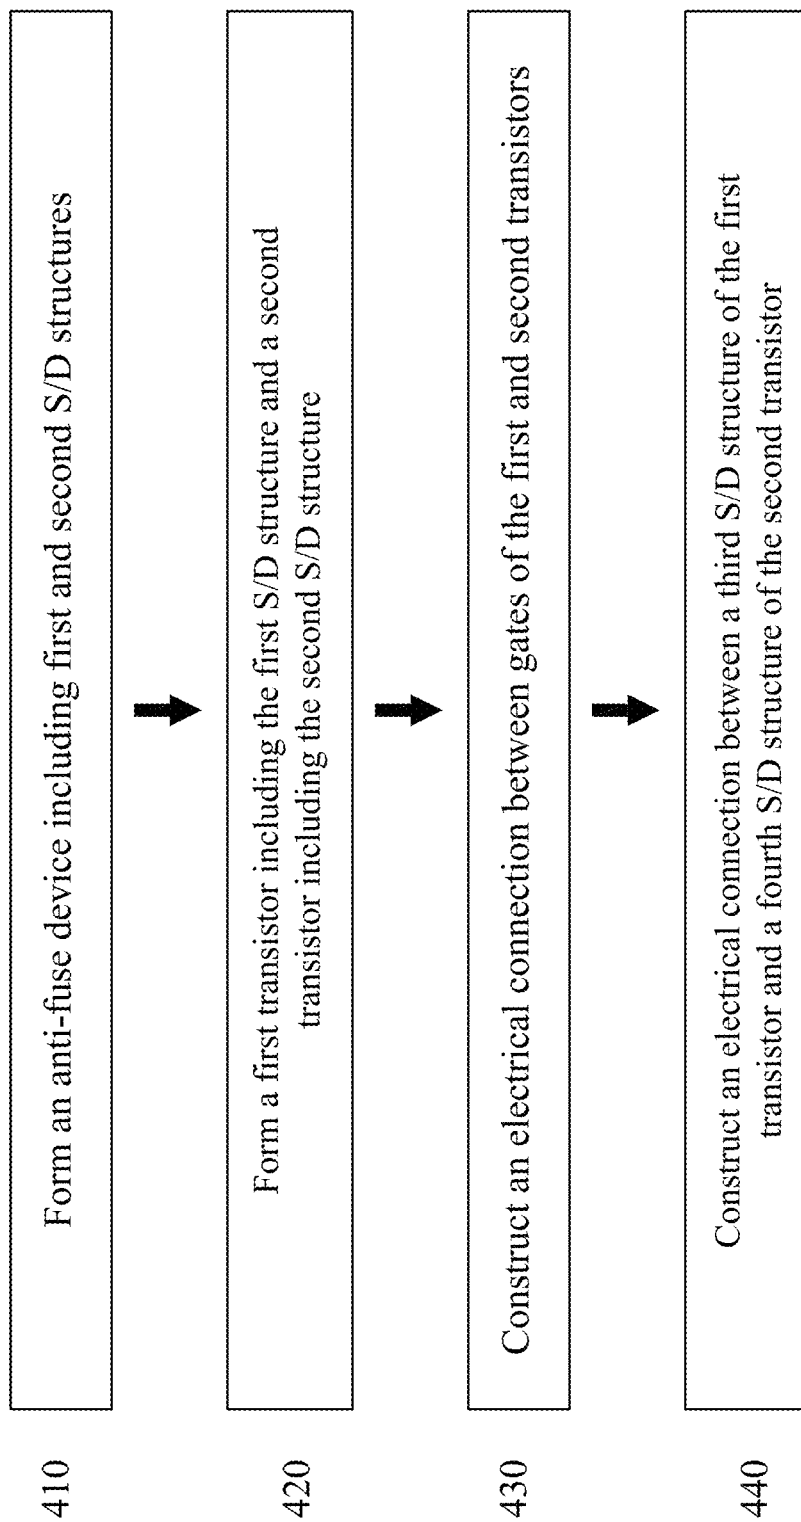 410
Form an anti-fuse device including first and second S/D structures
420
Form a first transistor including the first S/D structure and a second
transistor including the second S/D structure
430
Construct an electrical connection between gates of the first and second transistors
440
Construct an electrical connection between a third S/D structure of the first
transistor and a fourth S/D structure of the second transistor